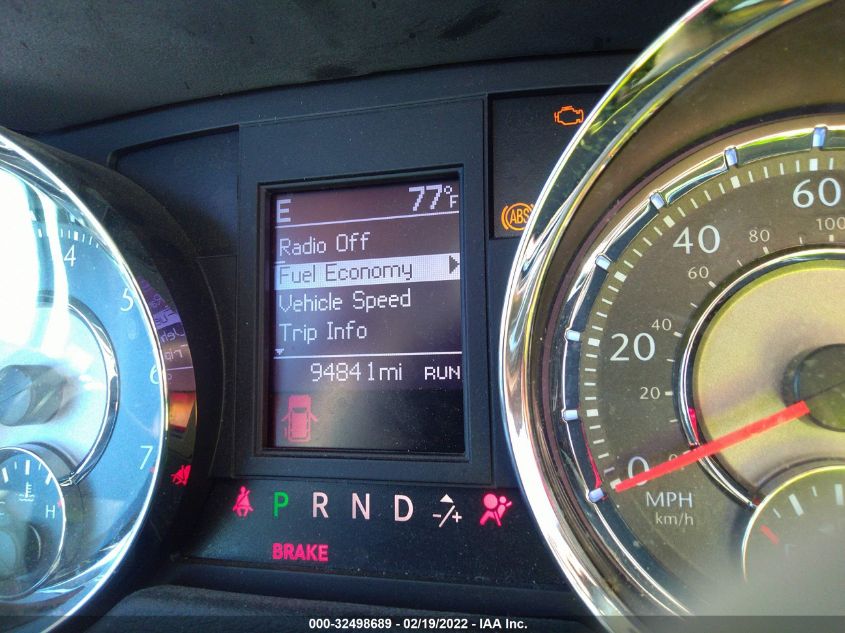 E 77°F
Radio Off
Fuel Economy
Vehicle Speed
Trip Info
94841mi RUN
P R N D -/+
BRAKE
ABS
4
5
6
7
C H
0 20 40 60
20 40 60 80 100
MPH
km/h
000-32498689 - 02/19/2022 - IAA Inc.